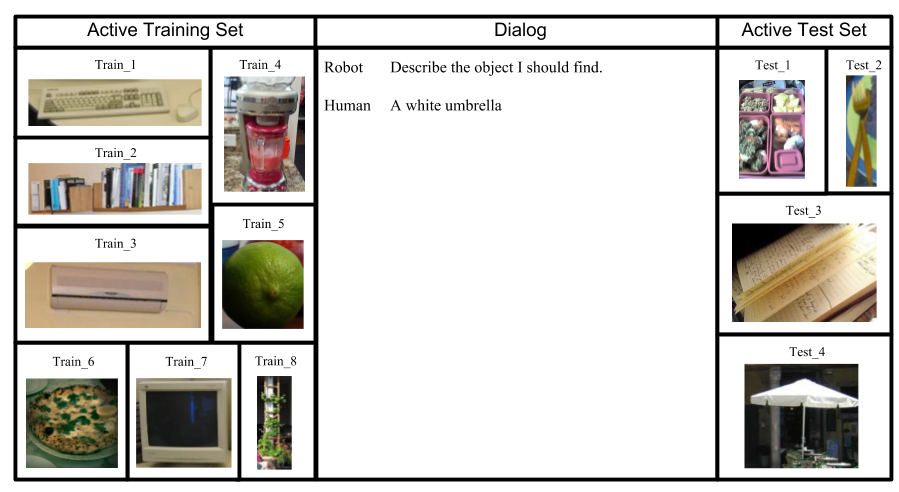 Active Training Set
Dialog
Active Test Set
Train_1
Train_2
Train_3
Train_4
Train_5
Train_6
Train_7
Train_8
Robot Describe the object I should find.
Human A white umbrella
Test_1
Test_2
Test_3
Test_4